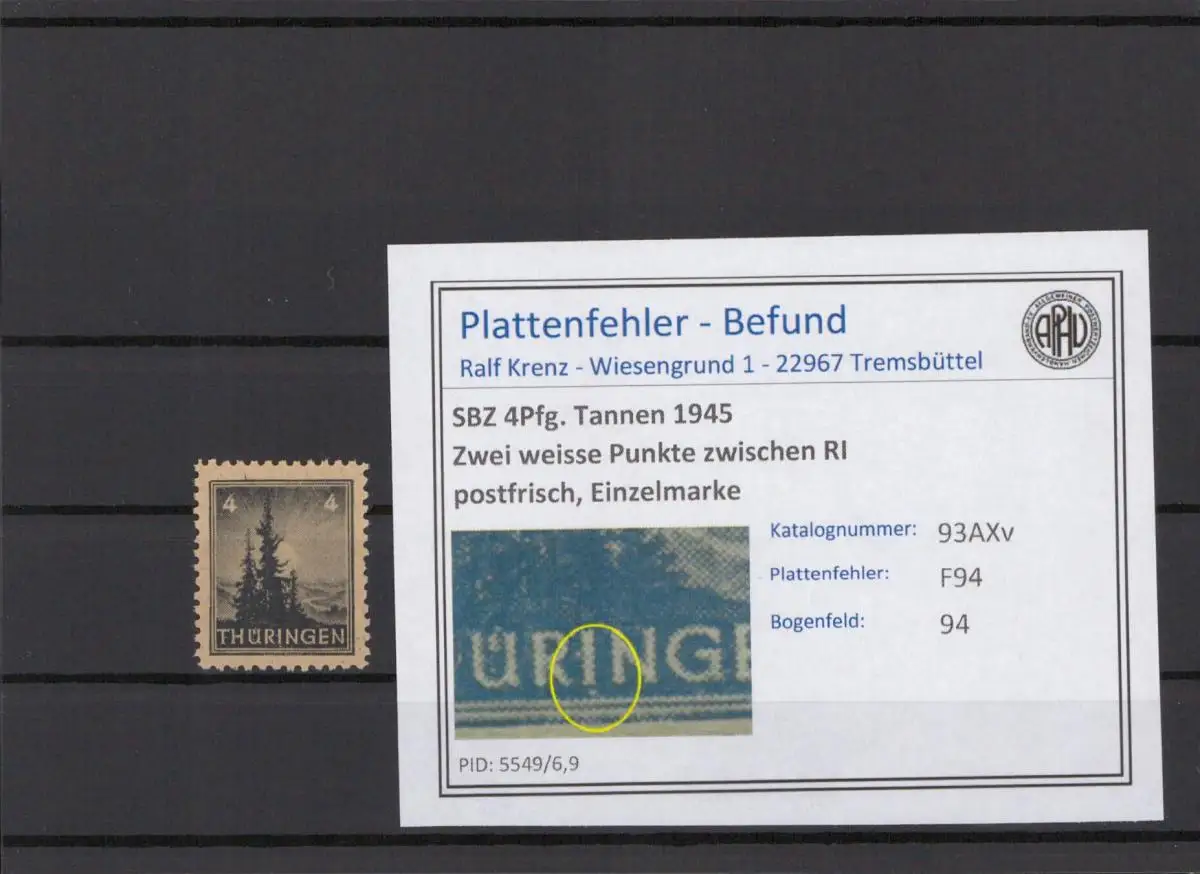 4 4
THÜRINGEN
Plattenfehler - Befund
Ralf Krenz - Wiesengrund 1 - 22967 Tremsbüttel
APHV
SBZ 4Pfg. Tannen 1945
Zwei weisse Punkte zwischen RI
postfrisch, Einzelmarke
Katalognummer: 93AXv
Plattenfehler: F94
Bogenfeld: 94
ÜRING
PID: 5549/6,9